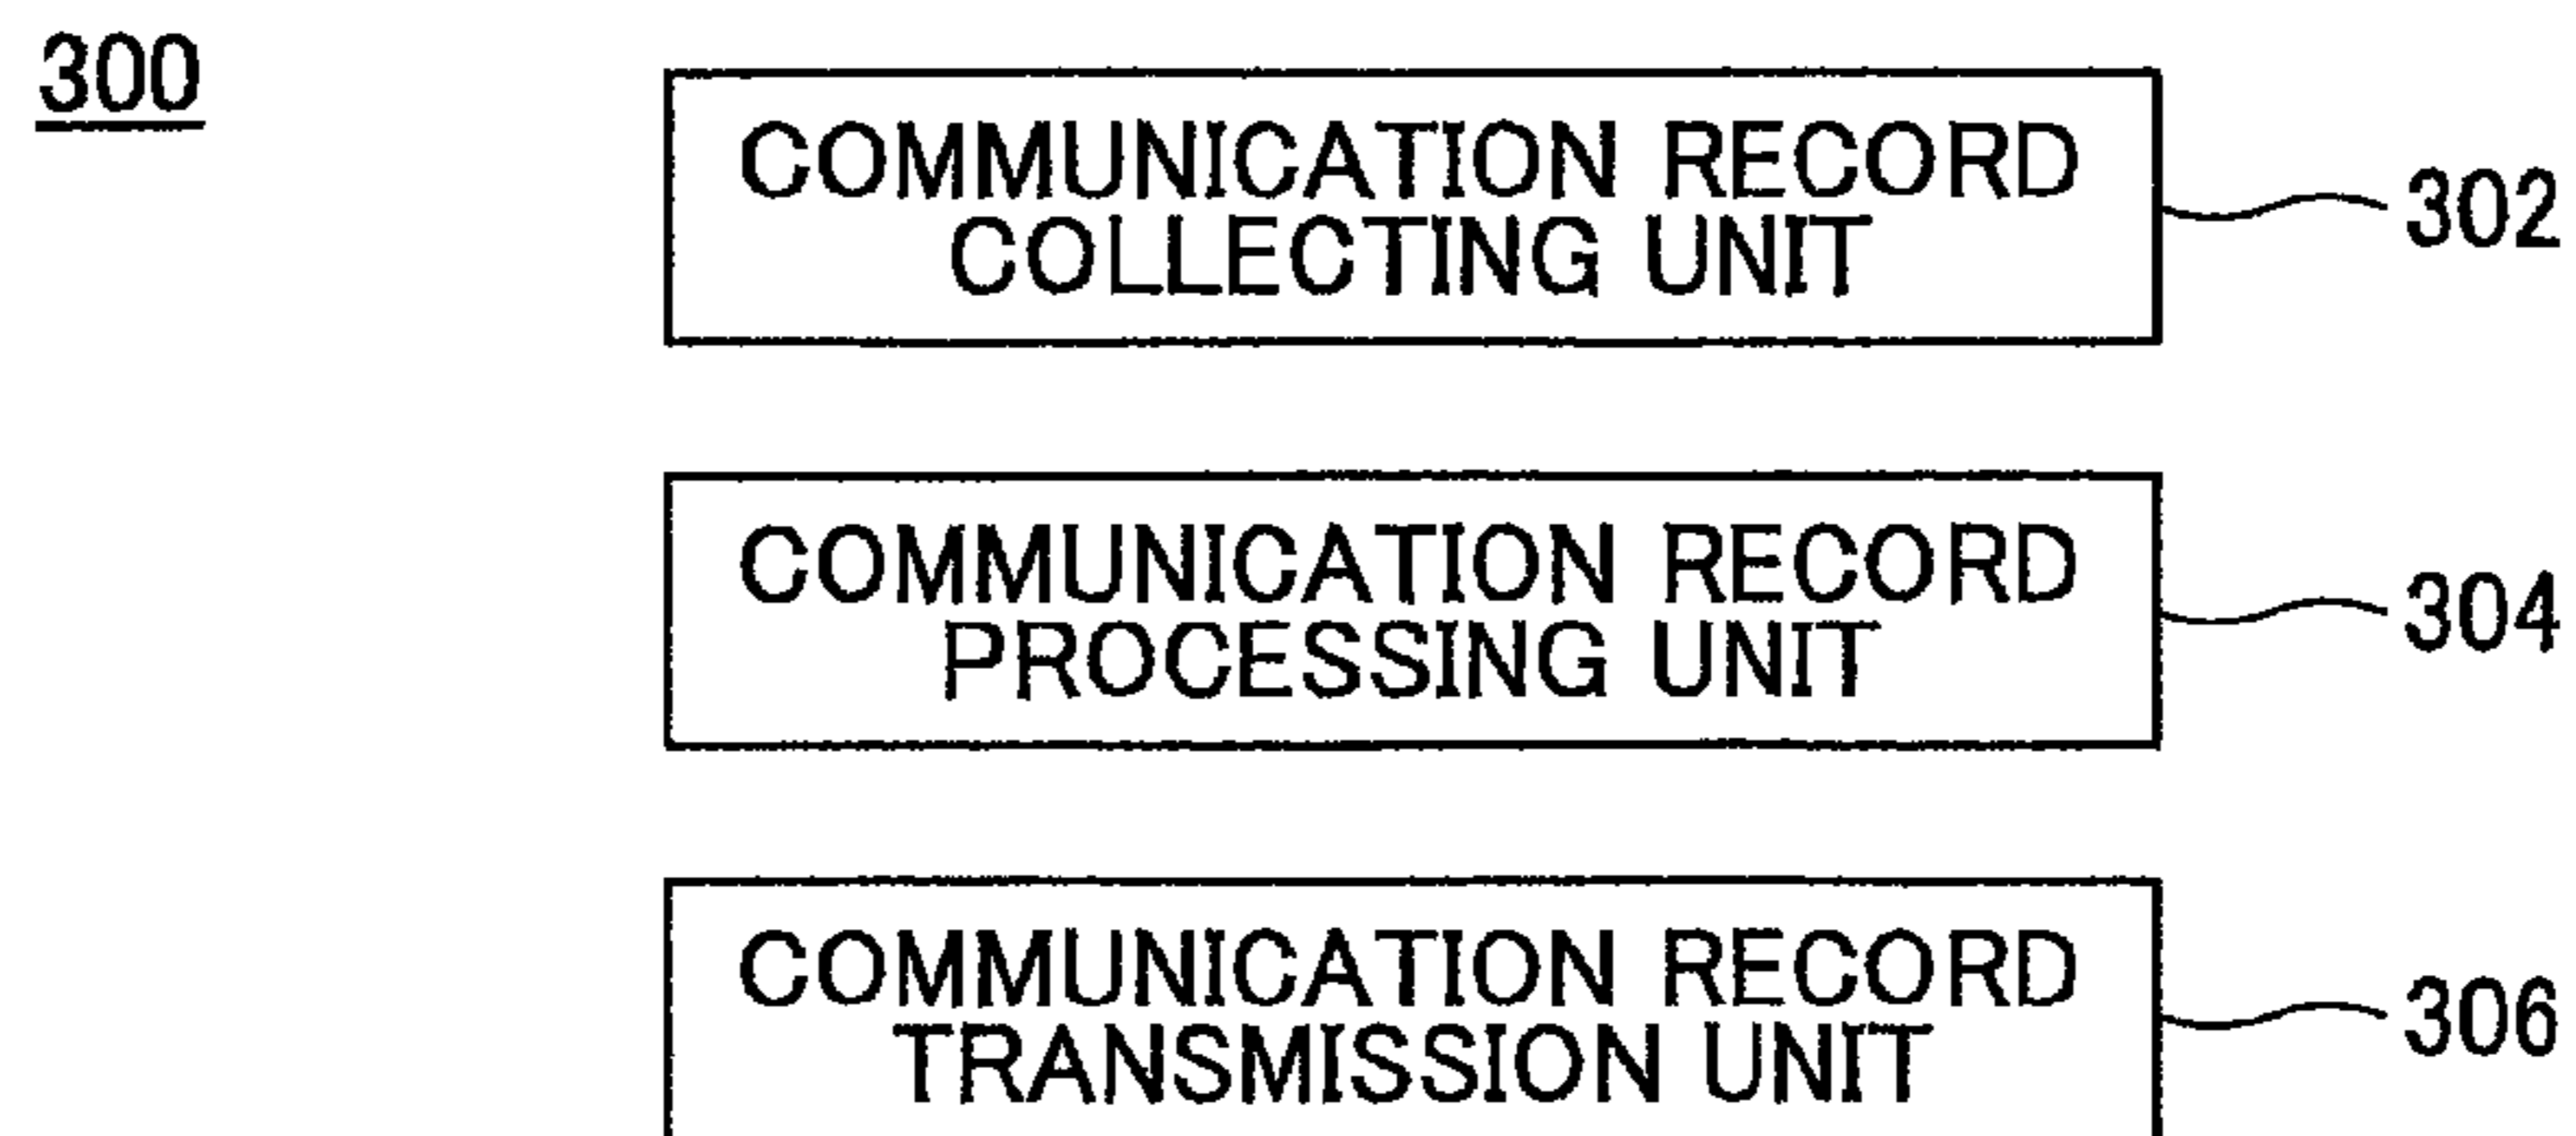 300
COMMUNICATION RECORD
COLLECTING UNIT
302
COMMUNICATION RECORD
PROCESSING UNIT
304
COMMUNICATION RECORD
TRANSMISSION UNIT
306